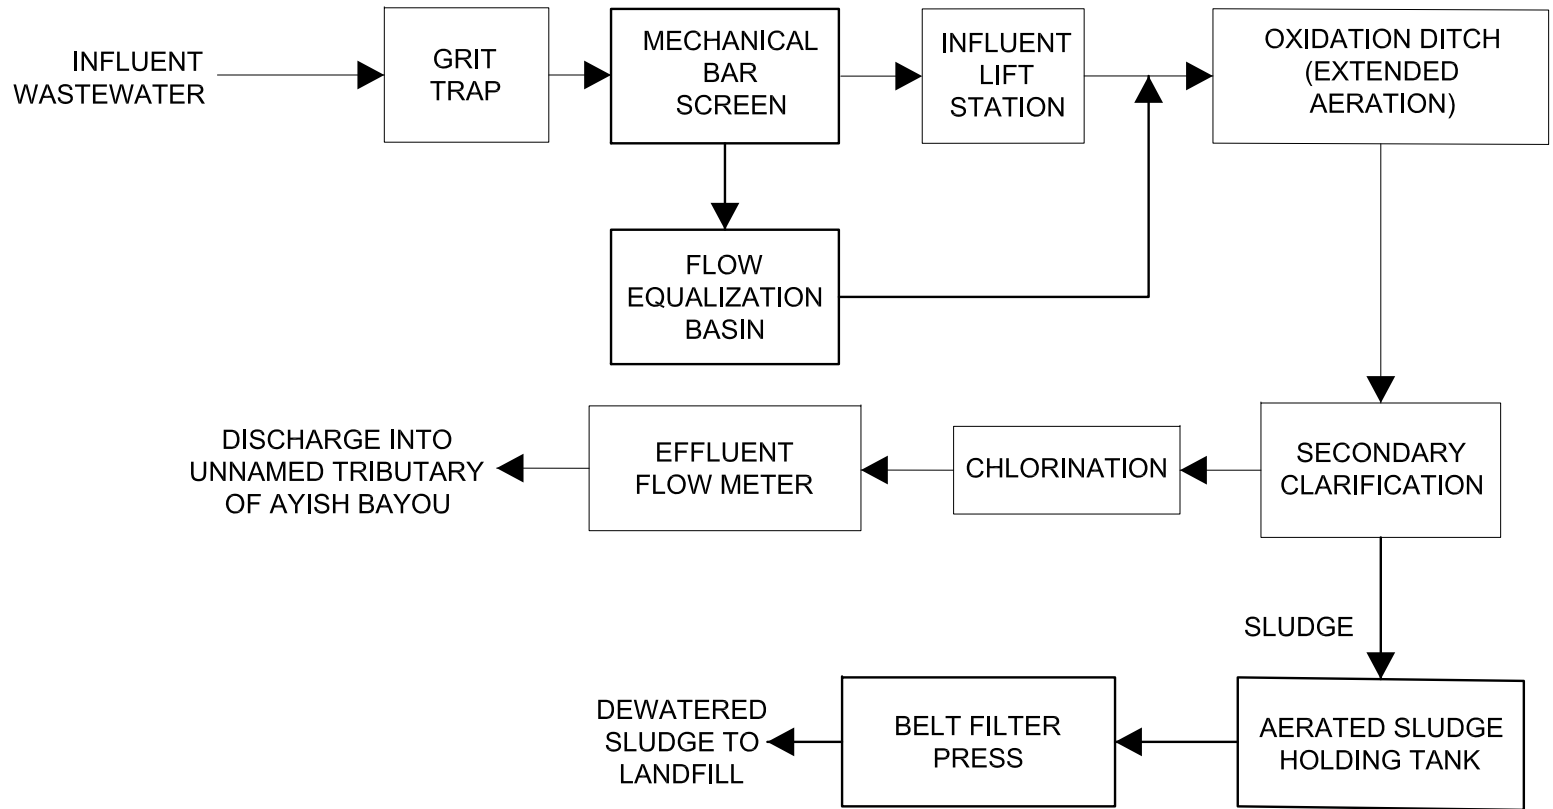 INFLUENT
WASTEWATER
GRIT
TRAP
MECHANICAL
BAR
SCREEN
INFLUENT
LIFT
STATION
OXIDATION DITCH
(EXTENDED
AERATION)
FLOW
EQUALIZATION
BASIN
DISCHARGE INTO
UNNAMED TRIBUTARY
OF AYISH BAYOU
EFFLUENT
FLOW METER
CHLORINATION
SECONDARY
CLARIFICATION
SLUDGE
DEWATERED
SLUDGE TO
LANDFILL
BELT FILTER
PRESS
AERATED SLUDGE
HOLDING TANK